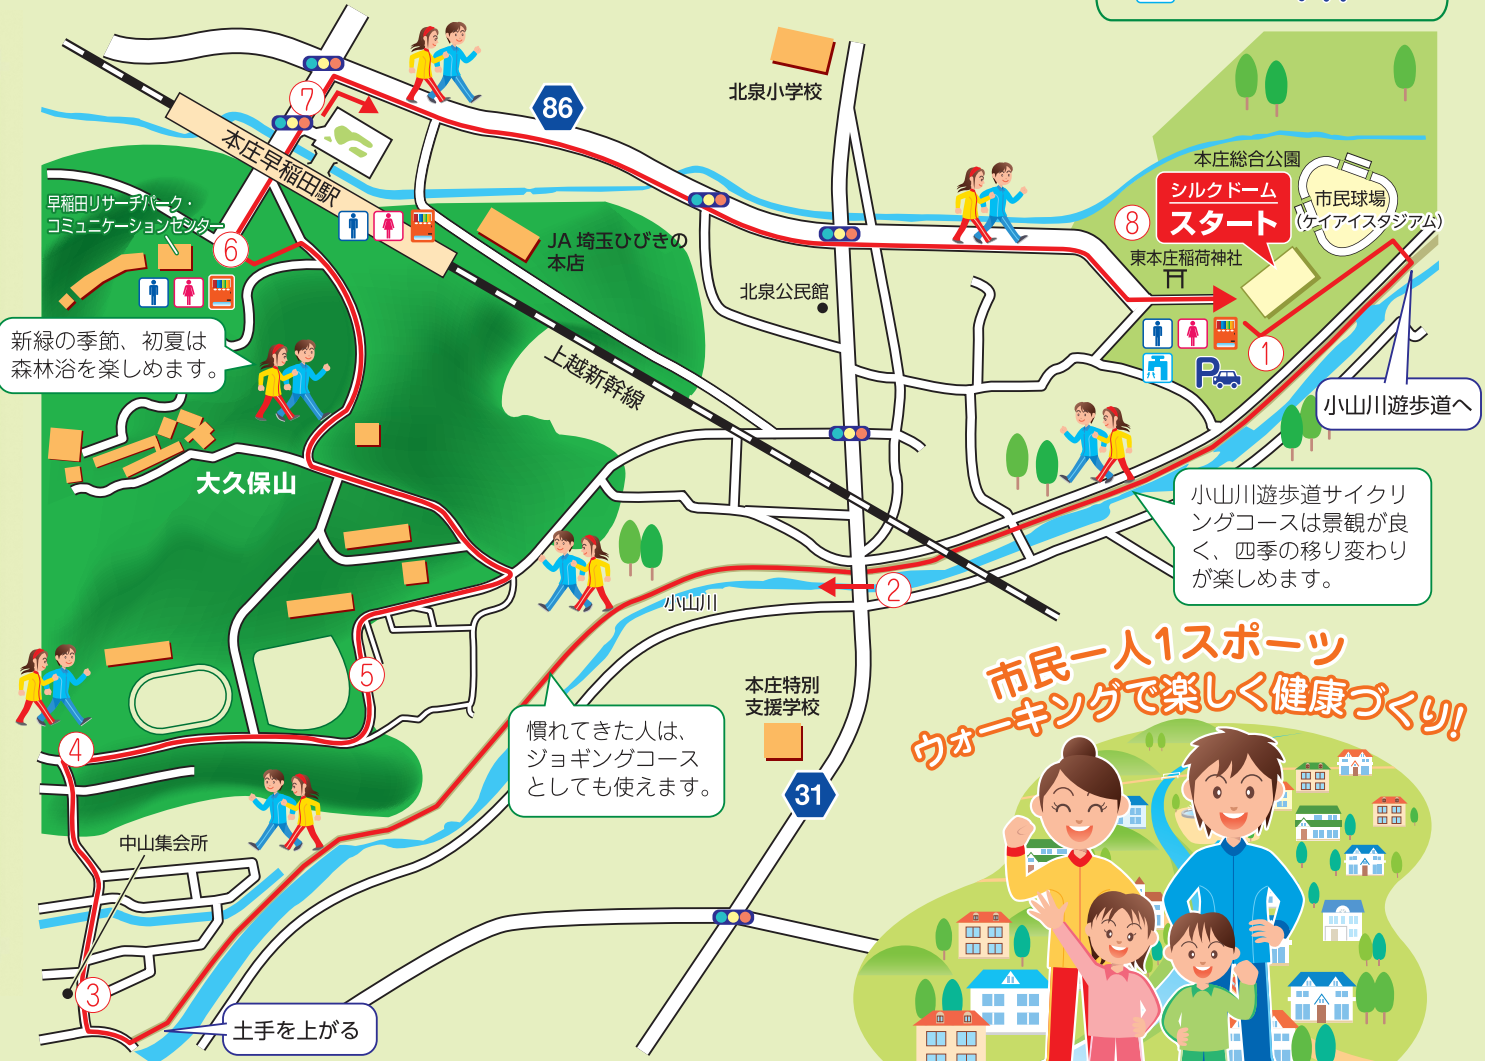 86
北泉小学校
本庄総合公園
シルクドーム
スタート
市民球場
(ケイアイスタジアム)
⑦
本庄早稲田駅
早稲田リサーチパーク・
コミュニケーションセンター
⑥
⑧
JA 埼玉ひびきの
本店
東本庄稲荷神社
北泉公民館
新緑の季節、初夏は
森林浴を楽しめます。
上越新幹線
①
P
小山川遊歩道へ
大久保山
小山川遊歩道サイクリ
ングコースは景観が良
く、四季の移り変わり
が楽しめます。
②
小山川
⑤
市民一人1スポーツ
ウォーキングで楽しく健康づくり!
本庄特別
支援学校
慣れてきた人は、
ジョギングコース
としても使えます。
④
31
中山集会所
③
土手を上がる